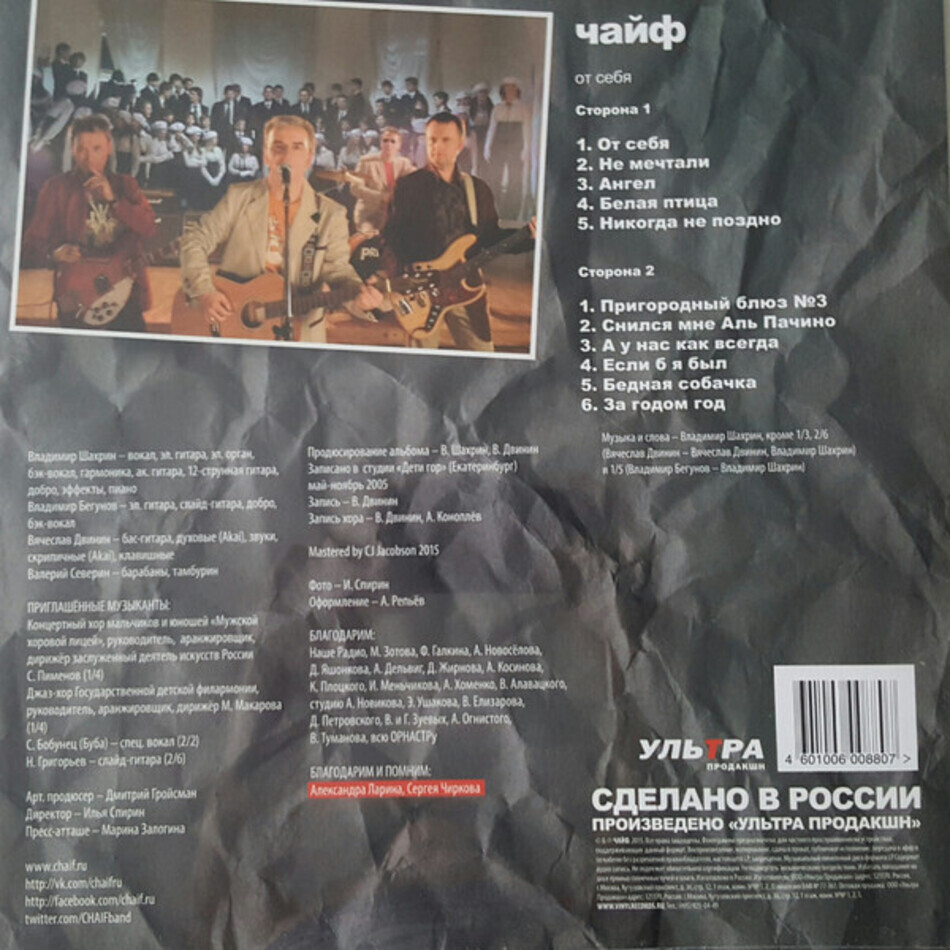 чайф
от себя
Сторона 1
1. От себя
2. Не мечтали
3. Ангел
4. Белая птица
5. Никогда не поздно
Сторона 2
1. Пригородный блюз №3
2. Снился мне Аль Пачино
3. А у нас как всегда
4. Если б я был
5. Бедная собачка
6. За годом год
Музыка и слова – Владимир Шахрин, кроме 1/3, 2/6
(Вячеслав Двинин – Вячеслав Двинин, Владимир Шахрин)
и 1/5 (Владимир Бегунов – Владимир Шахрин)
Владимир Шахрин – вокал, эл. гитара, эл. орган,
бэк-вокал, гармоника, ак. гитара, 12-струнная гитара,
добро, эффекты, пиано
Владимир Бегунов – эл. гитара, слайд-гитара, добро,
бэк-вокал
Вячеслав Двинин – бас-гитара, духовые (Akai), звуки,
скрипичные (Akai), клавишные
Валерий Северин – барабаны, тамбурин
ПРИГЛАШЁННЫЕ МУЗЫКАНТЫ:
Концертный хор мальчиков и юношей «Мужской
хоровой лицей», руководитель, аранжировщик,
дирижёр заслуженный деятель искусств России
С. Пименов (1/4)
Джаз-хор Государственной детской филармонии,
руководитель, аранжировщик, дирижёр М. Макарова
(1/4)
С. Бобунец (Буба) – спец. вокал (2/2)
Н. Григорьев – слайд-гитара (2/6)
Арт. продюсер – Дмитрий Гройсман
Директор – Илья Спирин
Пресс-атташе – Марина Залогина
www.chaif.ru
http://vk.com/chaifru
http://facebook.com/chaif.ru
twitter.com/CHAIFband
Продюсирование альбома – В. Шахрин, В. Двинин
Записано в студии «Дети гор» (Екатеринбург)
май-ноябрь 2005
Запись – В. Двинин
Запись хора – В. Двинин, А. Коноплёв
Mastered by CJ Jacobson 2015
Фото – И. Спирин
Оформление – А. Репьёв
БЛАГОДАРИМ:
Наше Радио, М. Зотова, Ф. Галкина, А. Новосёлова,
Д. Яшонкова, А. Дельвиг, Д. Жирнова, А. Косинова,
К. Плоцкого, И. Меньчикова, А. Хоменко, В. Алавацкого,
студию А. Новикова, Э. Ушакова, В. Елизарова,
Д. Петровского, В. и Г. Зуевых, А. Огнистого,
В. Туманова, всю ОРНАСТРу
БЛАГОДАРИМ И ПОМНИМ:
Александра Ларина, Сергея Чиркова
УЛЬТРА
ПРОДАКШН
4 601006 008807 >
СДЕЛАНО В РОССИИ
ПРОИЗВЕДЕНО «УЛЬТРА ПРОДАКШН»
WWW.VINYLRECORDS.RU